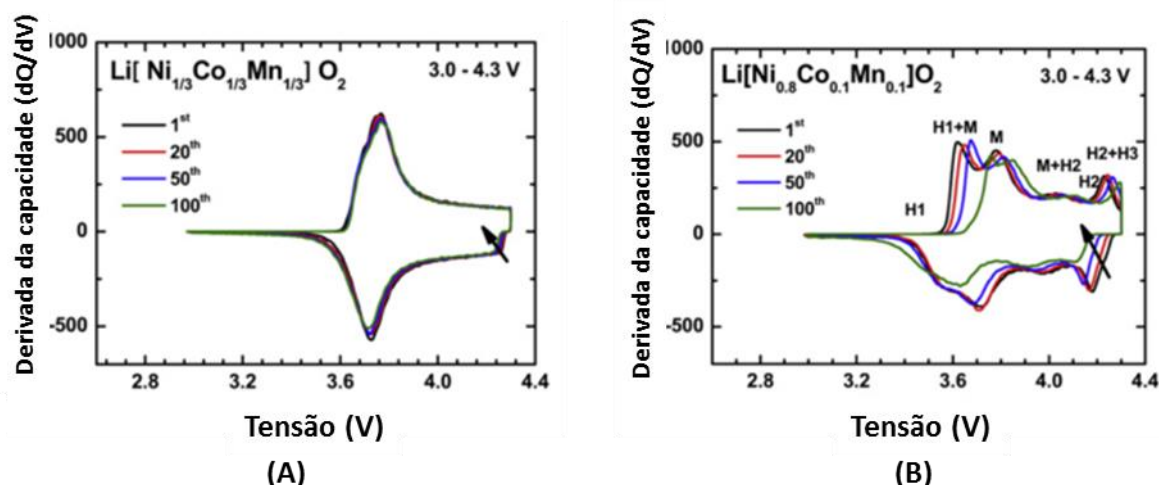 Derivada da capacidade (dQ/dV)
1000
500
0
-500
2.8 3.2 3.6 4.0 4.4
Li[ Ni1/3Co1/3Mn1/3] O2
3.0 - 4.3 V
1st
20th
50th
100th
Tensão (V)
(A)
Derivada da capacidade (dQ/dV)
1000
500
0
-500
2.8 3.2 3.6 4.0 4.4
Li[Ni0.8Co0.1Mn0.1]O2
3.0 - 4.3 V
1st
20th
50th
100th
H1+M
M
M+H2
H2+H3
H2
H1
Tensão (V)
(B)